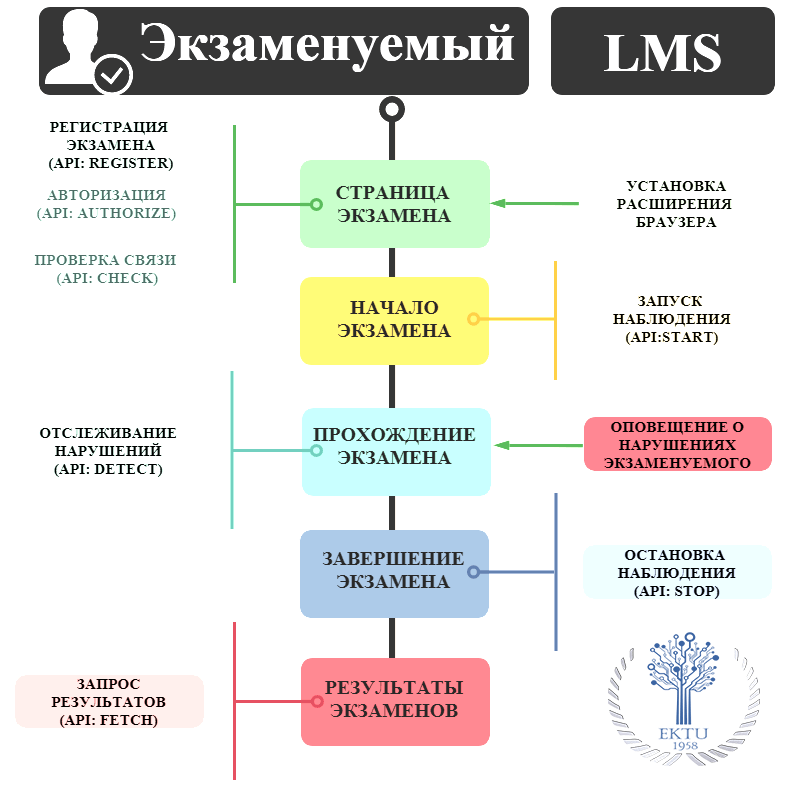 Экзаменуемый
LMS
РЕГИСТРАЦИЯ
ЭКЗАМЕНА
(API: REGISTER)
АВТОРИЗАЦИЯ
(API: AUTHORIZE)
ПРОВЕРКА СВЯЗИ
(API: CHECK)
СТРАНИЦА
ЭКЗАМЕНА
УСТАНОВКА
РАСШИРЕНИЯ
БРАУЗЕРА
НАЧАЛО
ЭКЗАМЕНА
ЗАПУСК
НАБЛЮДЕНИЯ
(API:START)
ОТСЛЕЖИВАНИЕ
НАРУШЕНИЙ
(API: DETECT)
ПРОХОЖДЕНИЕ
ЭКЗАМЕНА
ОПОВЕЩЕНИЕ О
НАРУШЕНИЯХ
ЭКЗАМЕНУЕМОГО
ЗАВЕРШЕНИЕ
ЭКЗАМЕНА
ОСТАНОВКА
НАБЛЮДЕНИЯ
(API: STOP)
ЗАПРОС
РЕЗУЛЬТАТОВ
(API: FETCH)
РЕЗУЛЬТАТЫ
ЭКЗАМЕНОВ
EKTU
1958